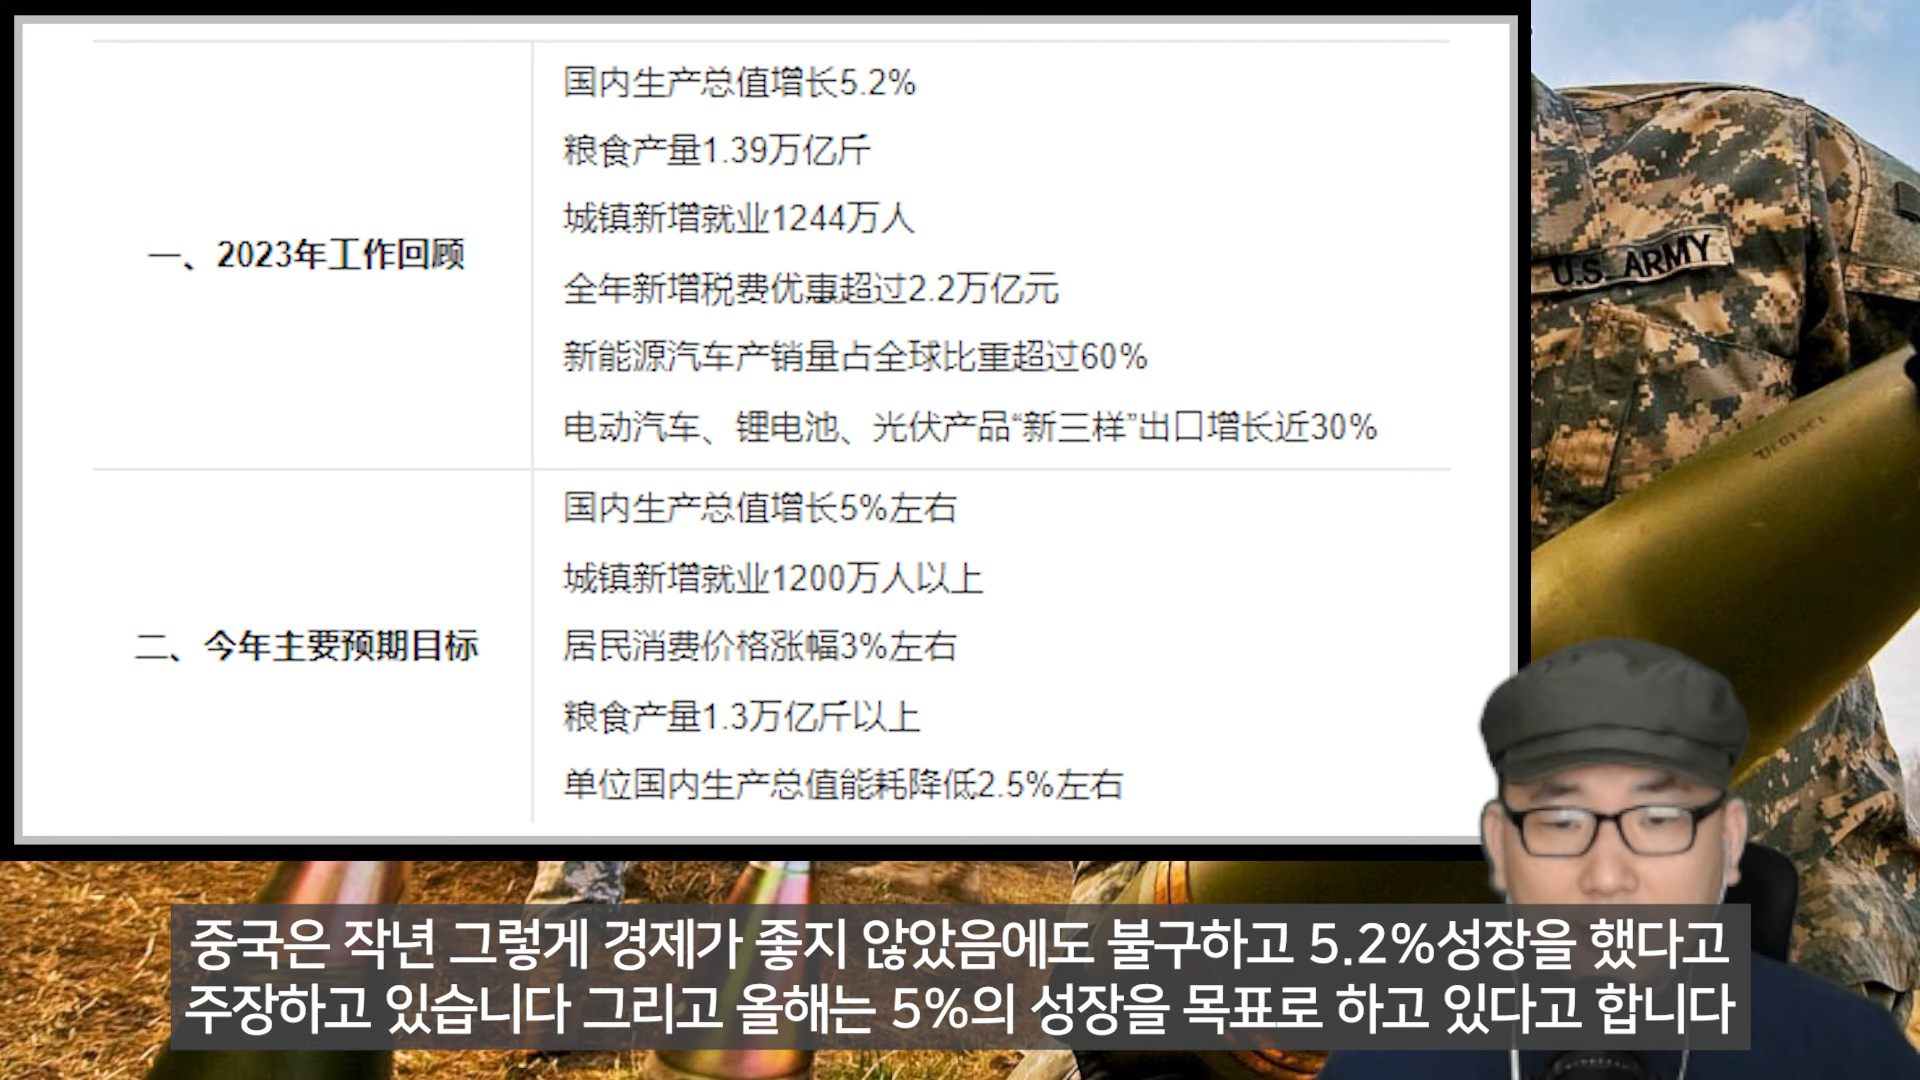 一、2023年工作回顾
国内生产总值增长5.2%
粮食产量1.39万亿斤
城镇新增就业1244万人
全年新增税费优惠超过2.2万亿元
新能源汽车产销量占全球比重超过60%
电动汽车、锂电池、光伏产品“新三样”出口增长近30%
二、今年主要预期目标
国内生产总值增长5%左右
城镇新增就业1200万人以上
居民消费价格涨幅3%左右
粮食产量1.3万亿斤以上
单位国内生产总值能耗降低2.5%左右
U.S. ARMY
중국은 작년 그렇게 경제가 좋지 않았음에도 불구하고 5.2%성장을 했다고
주장하고 있습니다 그리고 올해는 5%의 성장을 목표로 하고 있다고 합니다